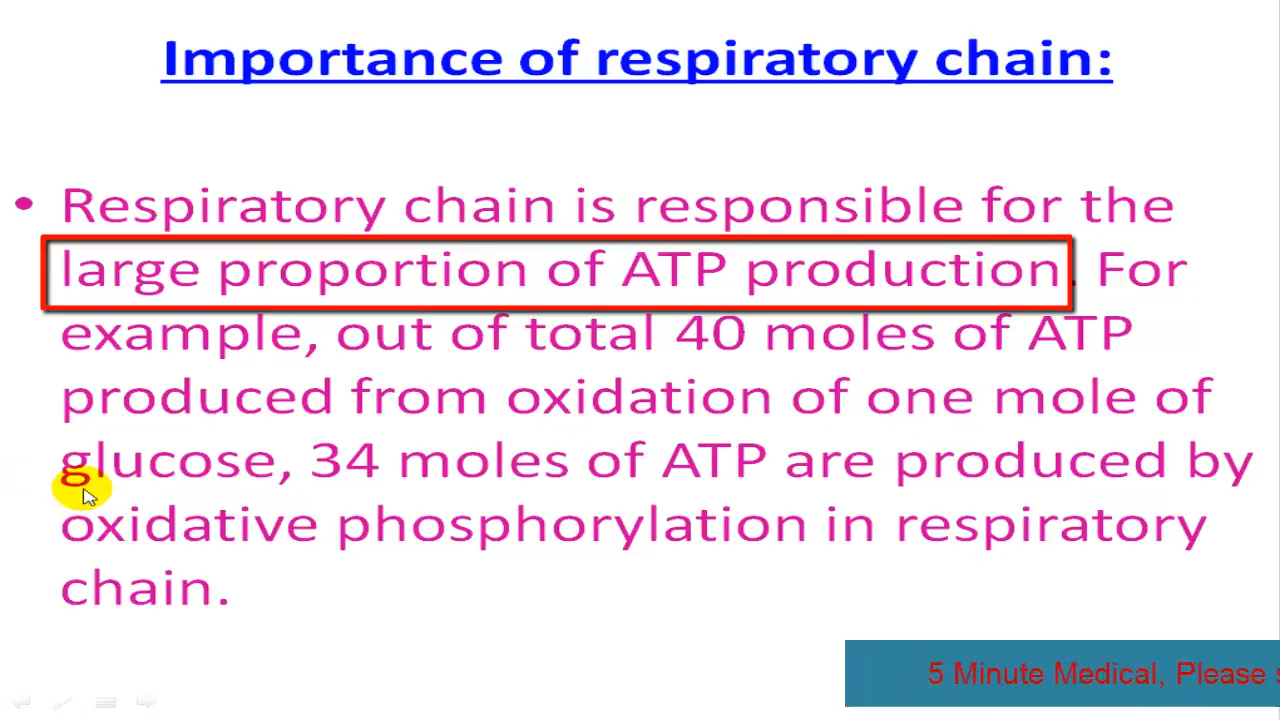 Importance of respiratory chain:
• Respiratory chain is responsible for the
large proportion of ATP production. For
example, out of total 40 moles of ATP
produced from oxidation of one mole of
glucose, 34 moles of ATP are produced by
oxidative phosphorylation in respiratory
chain.
5 Minute Medical, Please